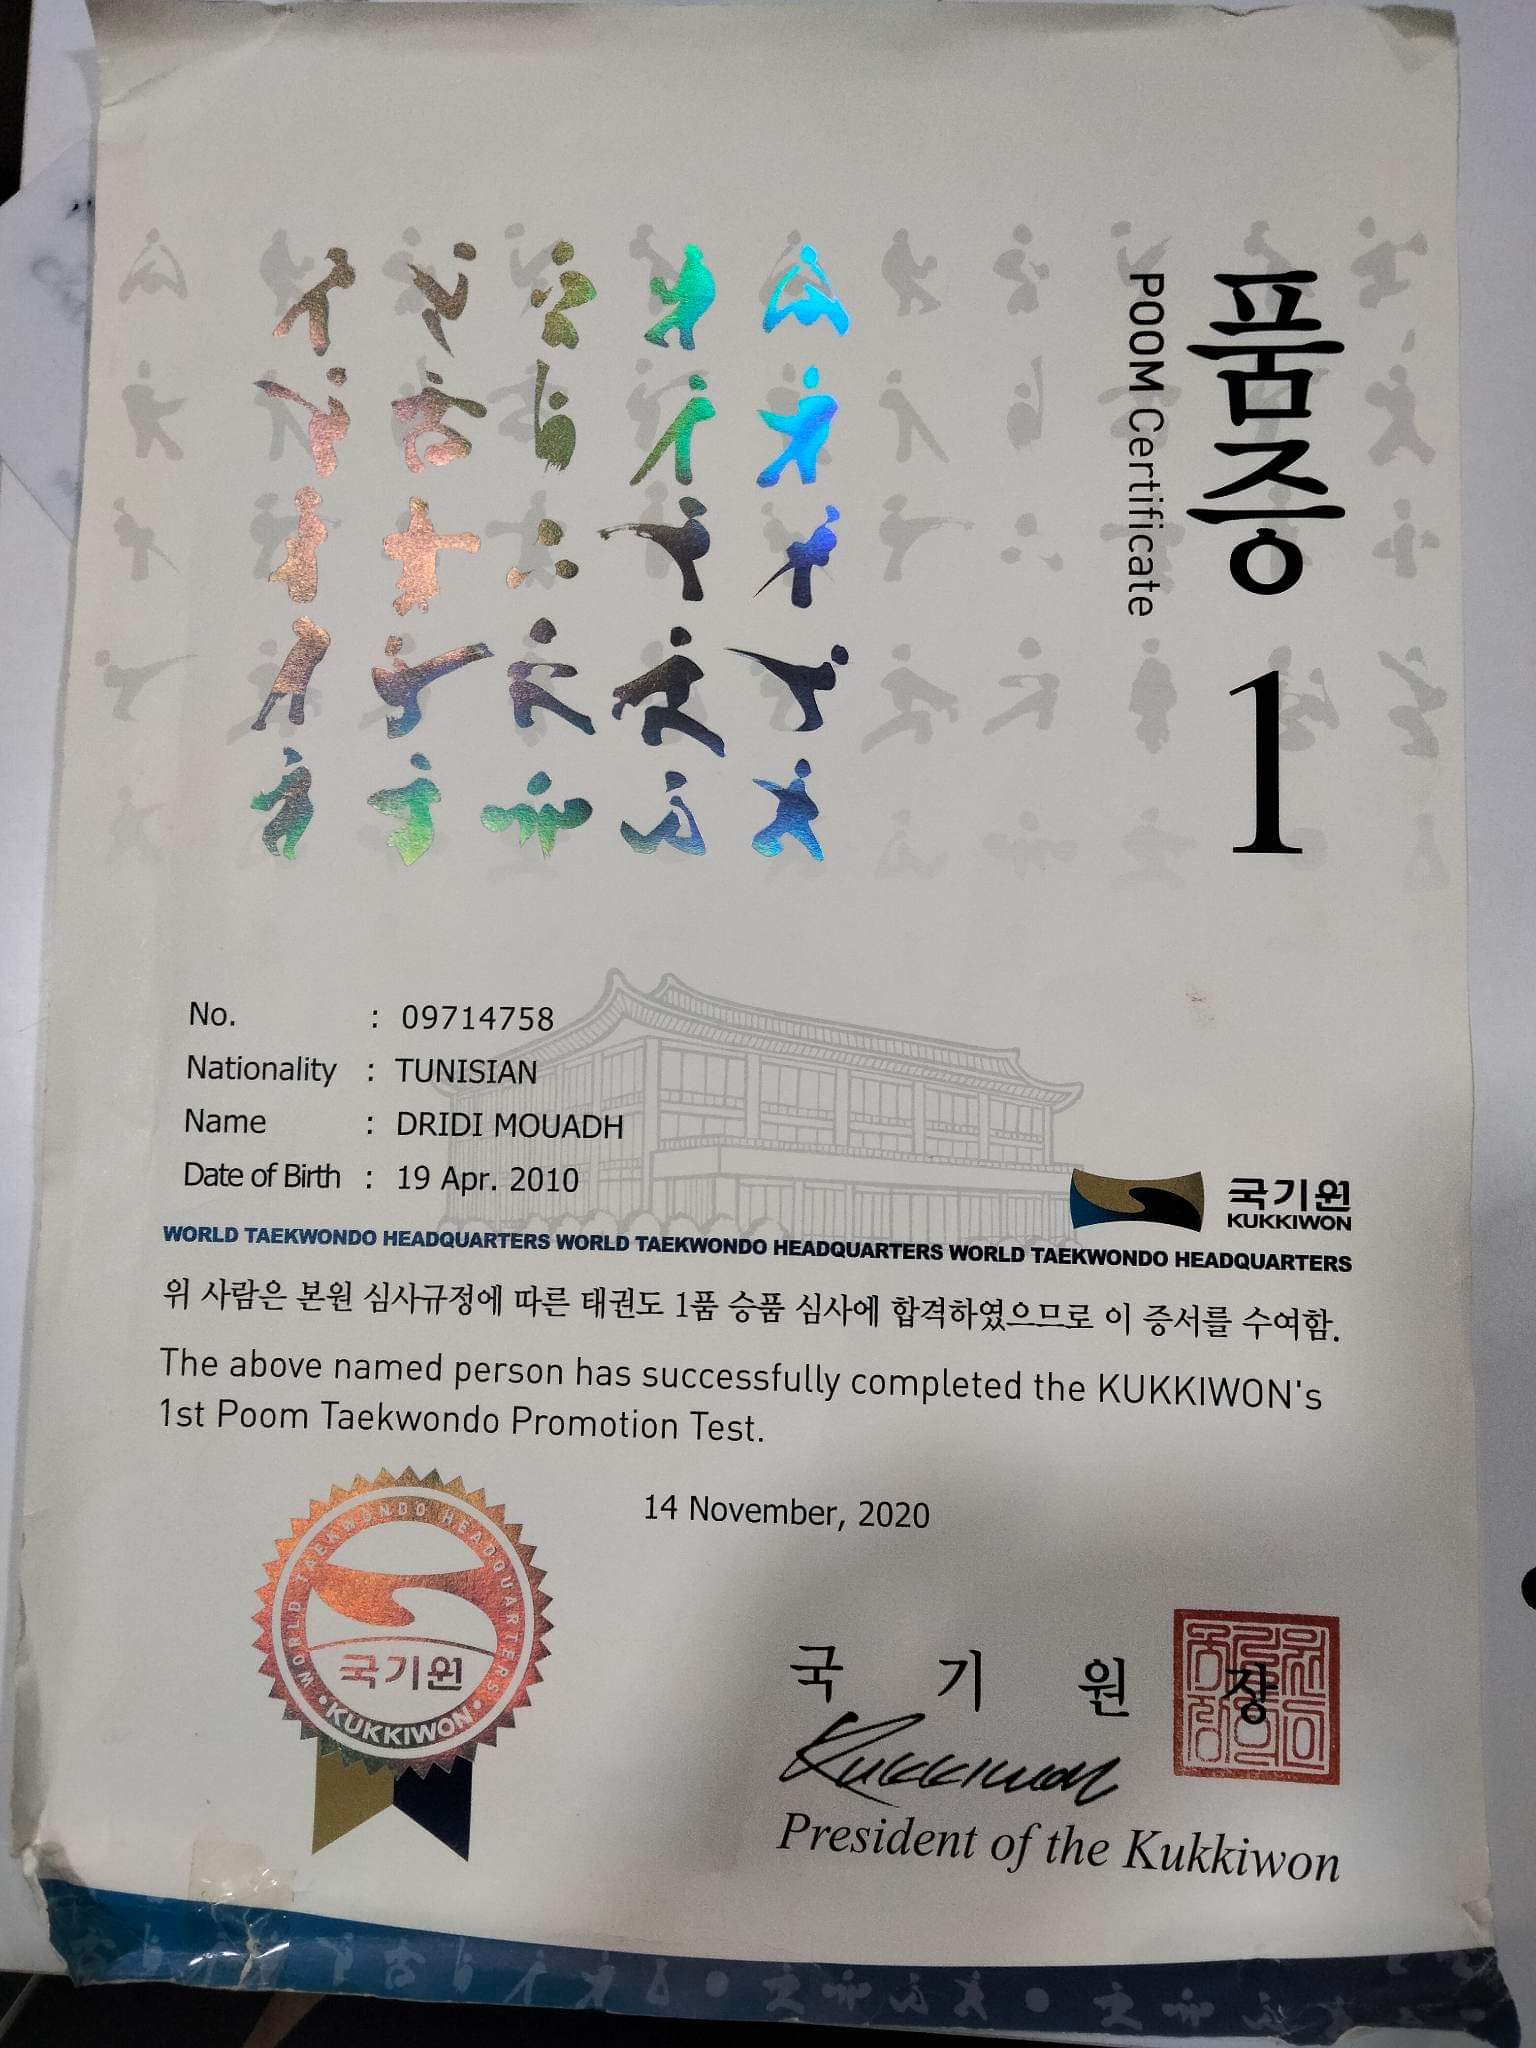 품증
POOM Certificate
1
No. : 09714758
Nationality : TUNISIAN
Name : DRIDI MOUADH
Date of Birth : 19 Apr. 2010
국기원
KUKKIWON
WORLD TAEKWONDO HEADQUARTERS WORLD TAEKWONDO HEADQUARTERS WORLD TAEKWONDO HEADQUARTERS
위 사람은 본원 심사규정에 따른 태권도 1품 승품 심사에 합격하였으므로 이 증서를 수여함.
The above named person has successfully completed the KUKKIWON's
1st Poom Taekwondo Promotion Test.
14 November, 2020
WORLD TAEKWONDO HEADQUARTERS
국기원
KUKKIWON
국 기 원 장
Kukkiwon
President of the Kukkiwon